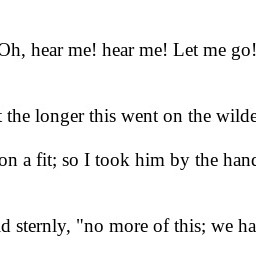 Oh, hear me! hear me! Let me go!
the longer this went on the wilde
on a fit; so I took him by the hand
d sternly, "no more of this; we ha